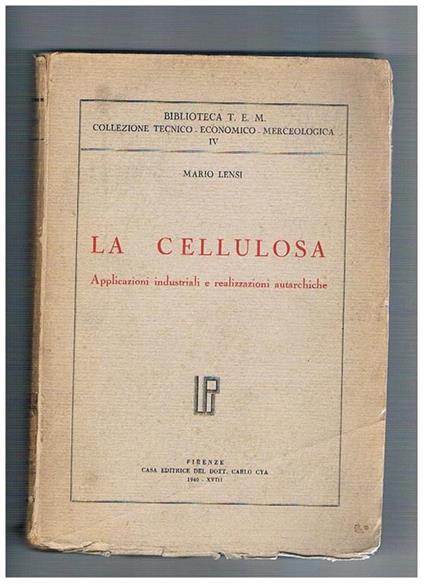 BIBLIOTECA T. E. M.
COLLEZIONE TECNICO - ECONOMICO - MERCEOLOGICA
IV
MARIO LENSI
LA CELLULOSA
Applicazioni industriali e realizzazioni autarchiche
FIRENZE
CASA EDITRICE DEL DOTT. CARLO CYA
1940 - XVIII